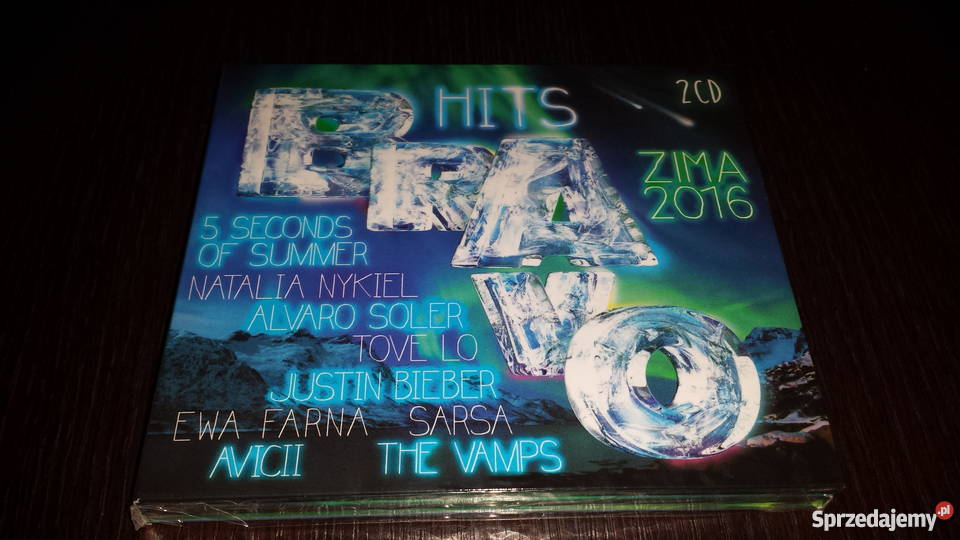 HITS
2CD
BRAVO
ZIMA
2016
5 SECONDS
OF SUMMER
NATALIA NYKIEL
ALVARO SOLER
TOVE LO
JUSTIN BIEBER
EWA FARNA SARSA
AVICII THE VAMPS
Sprzedajemy.pl